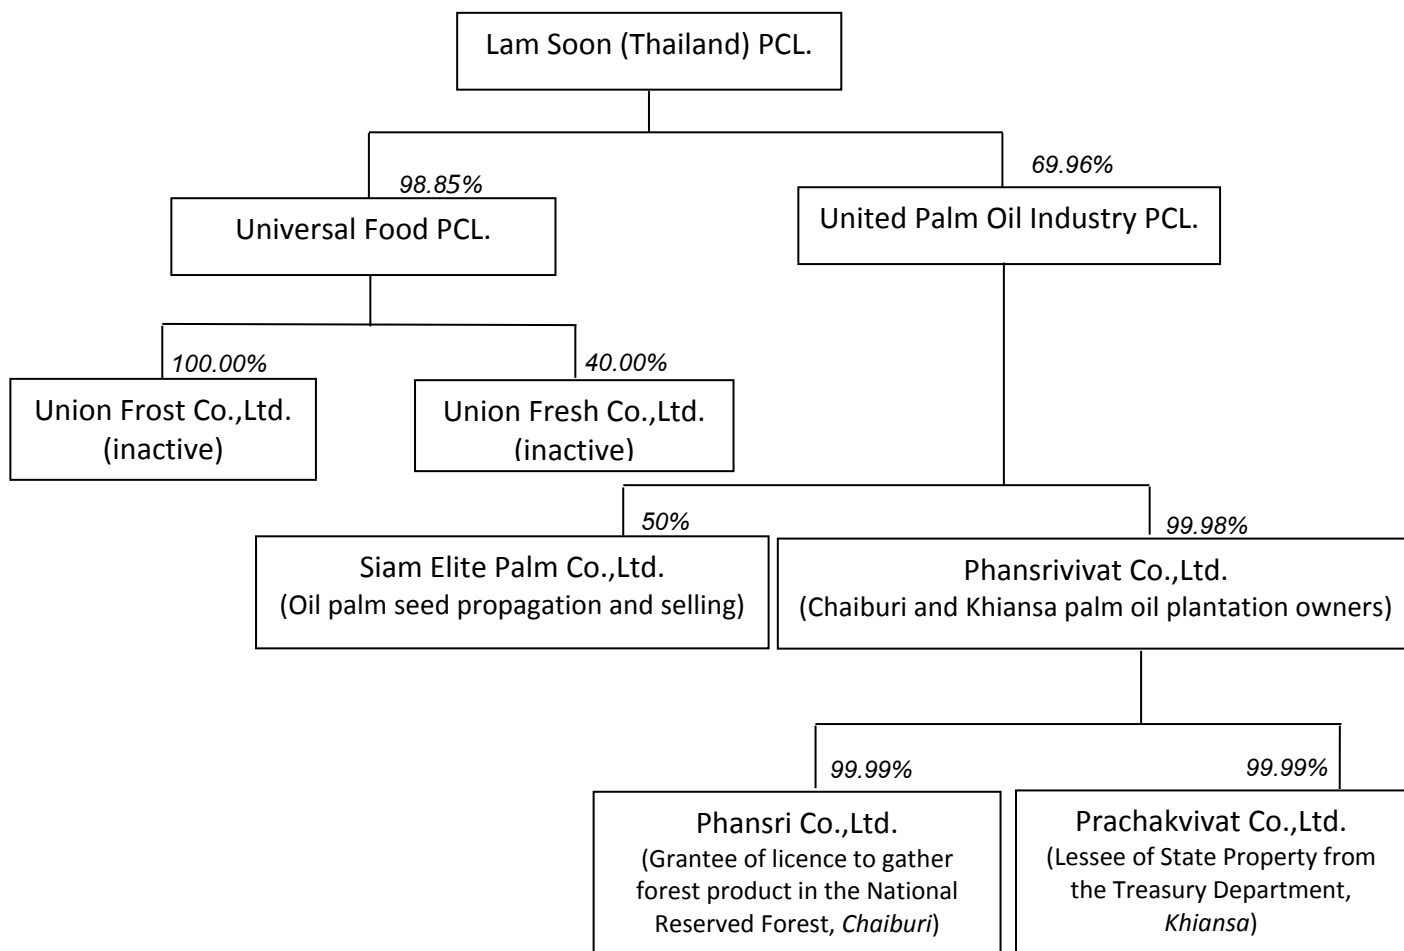 Lam Soon (Thailand) PCL.
98.85%
69.96%
Universal Food PCL.
United Palm Oil Industry PCL.
100.00%
40.00%
Union Frost Co.,Ltd.
(inactive)
Union Fresh Co.,Ltd.
(inactive)
50%
99.98%
Siam Elite Palm Co.,Ltd.
(Oil palm seed propagation and selling)
Phansrivivat Co.,Ltd.
(Chaiburi and Khiansa palm oil plantation owners)
99.99%
99.99%
Phansri Co.,Ltd.
(Grantee of licence to gather
forest product in the National
Reserved Forest, Chaiburi)
Prachakvivat Co.,Ltd.
(Lessee of State Property from
the Treasury Department,
Khiansa)